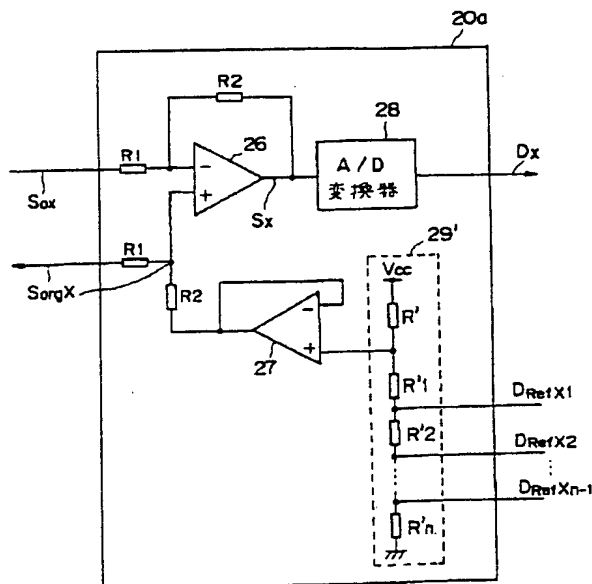 20a
R2
28
R1
26
A/D
変換器
Dx
Sax
Sx
R1
29'
Vcc
SorgX
R2
R'
27
R'1
DRefX1
R'2
DRefX2
DRefXn-1
R'n